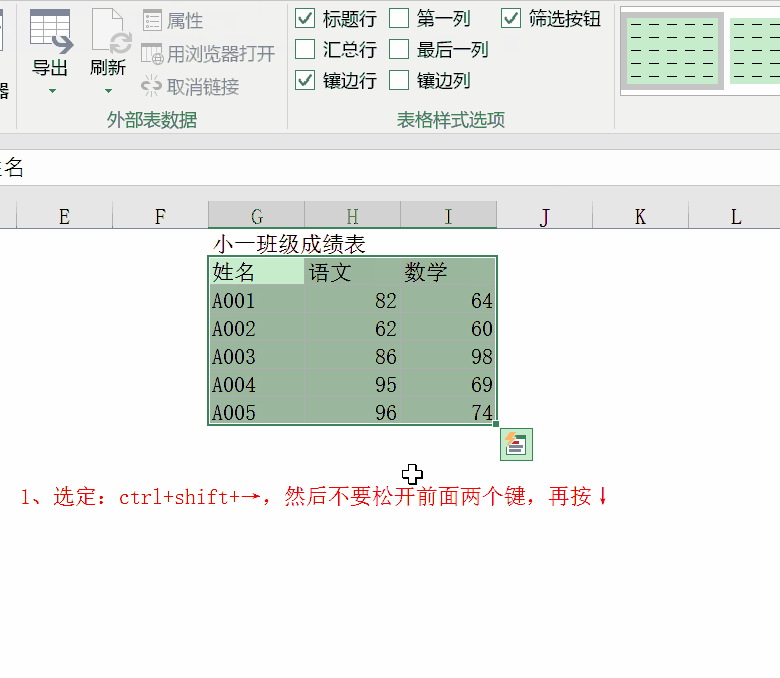 属性 标题行 第一列 筛选按钮
导出 刷新 用浏览器打开 汇总行 最后一列
取消链接 镶边行 镶边列
外部表数据 表格样式选项
名
E F G H I J K L
小一班级成绩表
姓名 语文 数学
A001 82 64
A002 62 60
A003 86 98
A004 95 69
A005 96 74
1、选定：ctrl+shift+→，然后不要松开前面两个键，再按↓